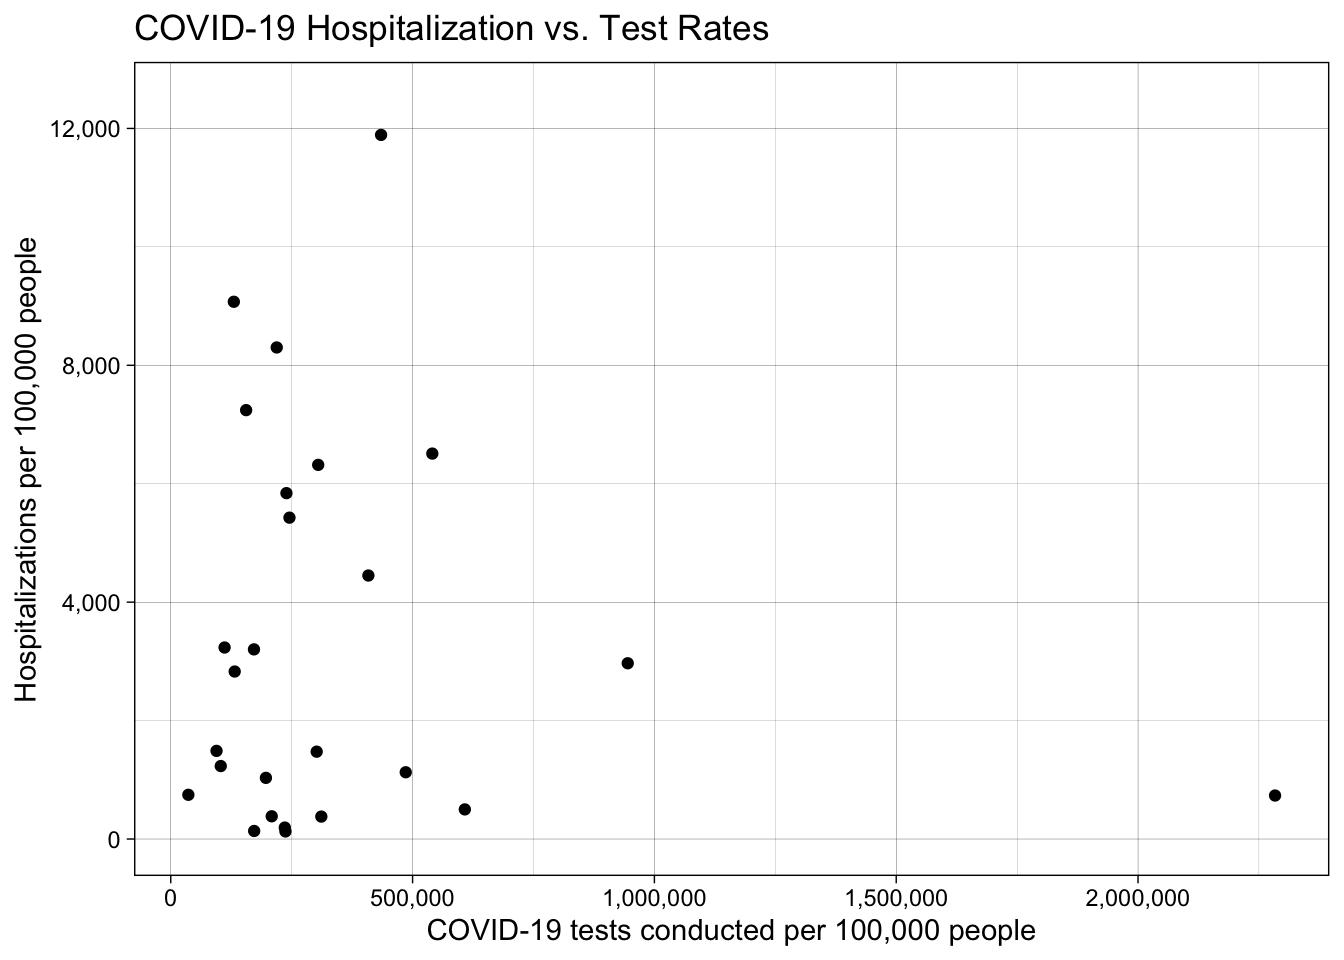 COVID-19 Hospitalization vs. Test Rates
12,000
8,000
4,000
0
Hospitalizations per 100,000 people
0 500,000 1,000,000 1,500,000 2,000,000
COVID-19 tests conducted per 100,000 people